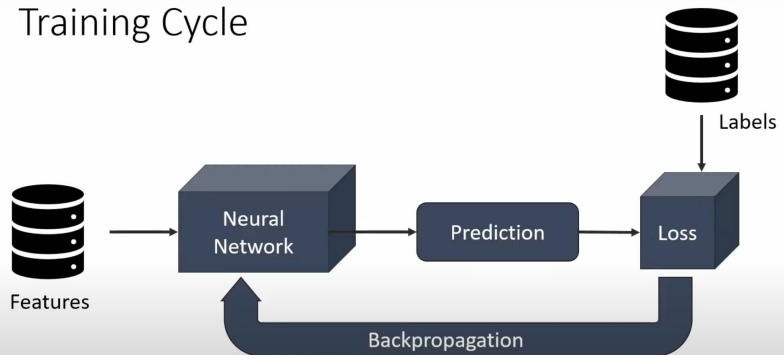 Training Cycle
Labels
Neural
Network
Prediction
Loss
Features
Backpropagation